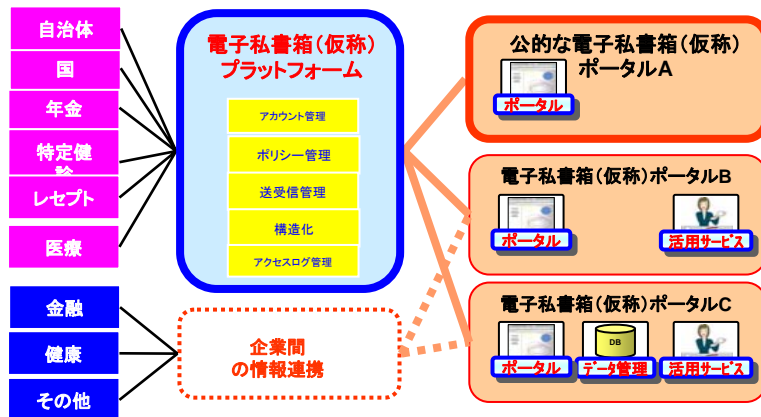 自治体
国
年金
特定健
レセプト
医療
金融
健康
その他
電子私書箱（仮称）
プラットフォーム
アカウント管理
ポリシー管理
送受信管理
構造化
アクセスログ管理
企業間
の情報連携
公的な電子私書箱（仮称）
ポータルA
ポータル
電子私書箱（仮称）ポータルB
ポータル
活用サービス
電子私書箱（仮称）ポータルC
ポータル
DB
データ管理
活用サービス